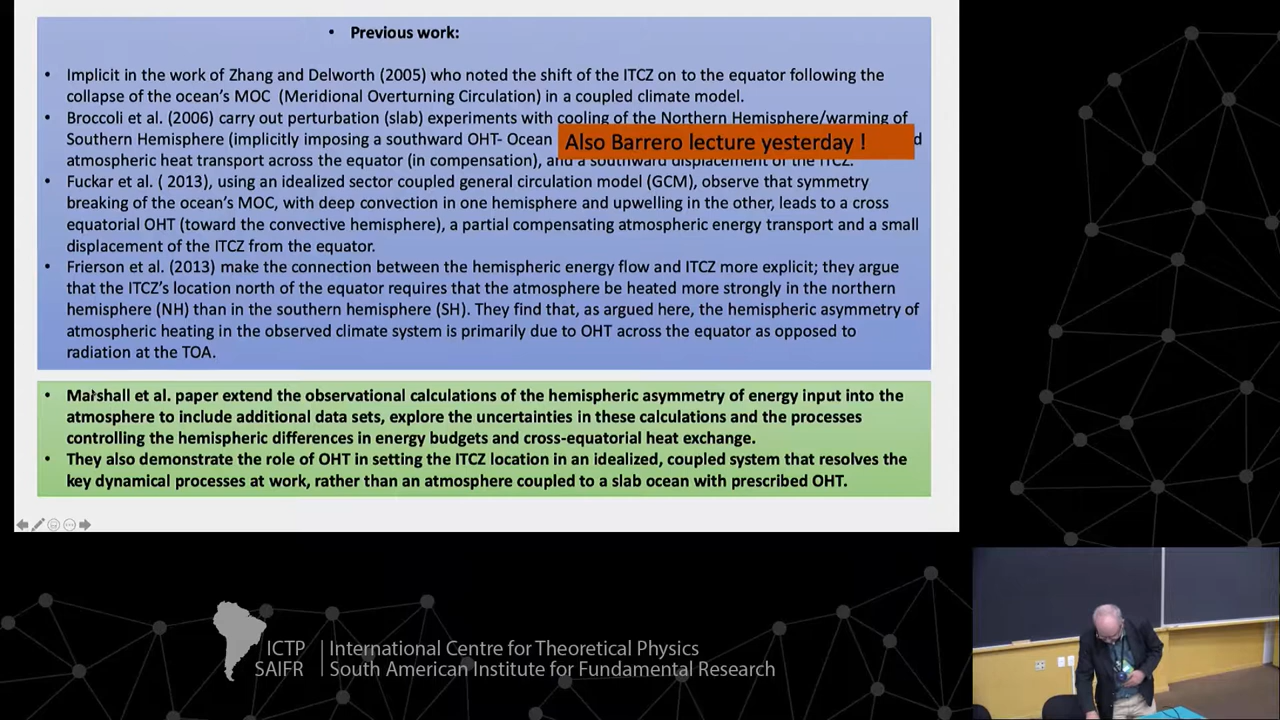 • Previous work:
• Implicit in the work of Zhang and Delworth (2005) who noted the shift of the ITCZ on to the equator following the
collapse of the ocean's MOC (Meridional Overturning Circulation) in a coupled climate model.
• Broccoli et al. (2006) carry out perturbation (slab) experiments with cooling of the Northern Hemisphere/warming of
Southern Hemisphere (implicitly imposing a southward OHT- Ocean
Also Barrero lecture yesterday !
atmospheric heat transport across the equator (in compensation), and a southward displacement of the ITCZ.
• Fuckar et al. ( 2013), using an idealized sector coupled general circulation model (GCM), observe that symmetry
breaking of the ocean's MOC, with deep convection in one hemisphere and upwelling in the other, leads to a cross
equatorial OHT (toward the convective hemisphere), a partial compensating atmospheric energy transport and a small
displacement of the ITCZ from the equator.
• Frierson et al. (2013) make the connection between the hemispheric energy flow and ITCZ more explicit; they argue
that the ITCZ's location north of the equator requires that the atmosphere be heated more strongly in the northern
hemisphere (NH) than in the southern hemisphere (SH). They find that, as argued here, the hemispheric asymmetry of
atmospheric heating in the observed climate system is primarily due to OHT across the equator as opposed to
radiation at the TOA.
• Marshall et al. paper extend the observational calculations of the hemispheric asymmetry of energy input into the
atmosphere to include additional data sets, explore the uncertainties in these calculations and the processes
controlling the hemispheric differences in energy budgets and cross-equatorial heat exchange.
• They also demonstrate the role of OHT in setting the ITCZ location in an idealized, coupled system that resolves the
key dynamical processes at work, rather than an atmosphere coupled to a slab ocean with prescribed OHT.
ICTP SAIFR
International Centre for Theoretical Physics
South American Institute for Fundamental Research